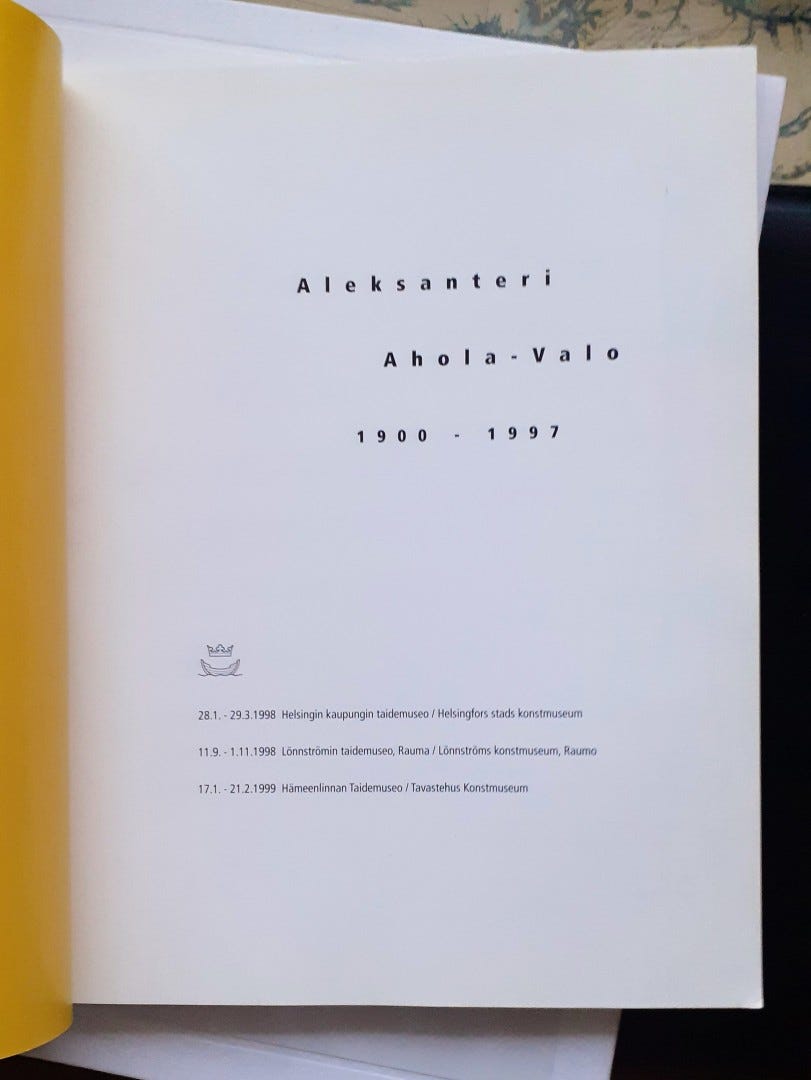 Aleksanteri
Ahola-Valo
1900 - 1997
28.1. - 29.3.1998 Helsingin kaupungin taidemuseo / Helsingfors stads konstmuseum
11.9. - 1.11.1998 Lönnströmin taidemuseo, Rauma / Lönnströms konstmuseum, Raumo
17.1. - 21.2.1999 Hämeenlinnan Taidemuseo / Tavastehus Konstmuseum